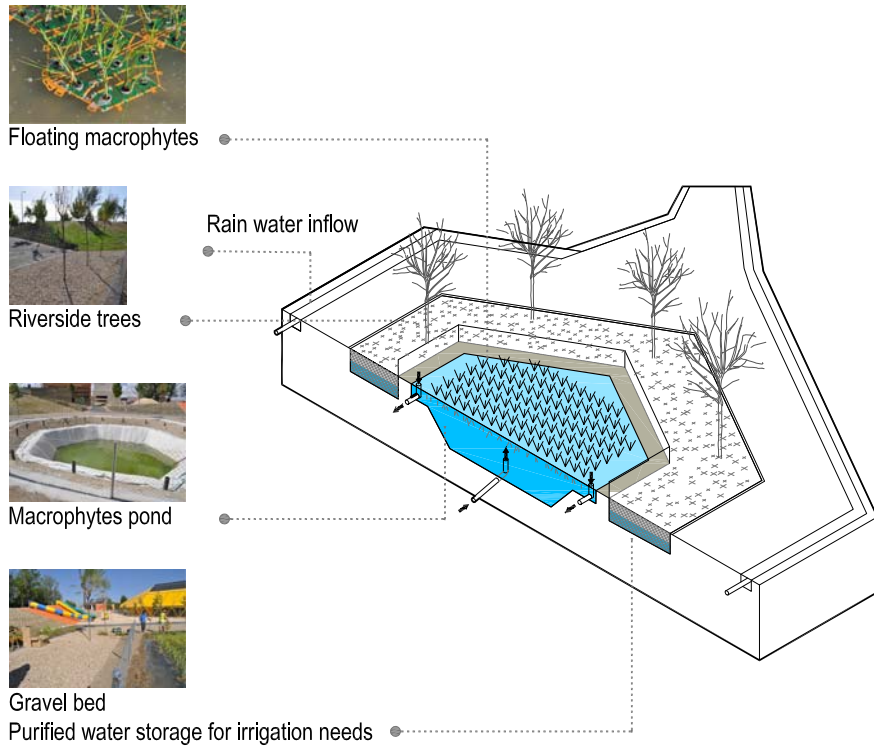 Floating macrophytes
Rain water inflow
Riverside trees
Macrophytes pond
Gravel bed
Purified water storage for irrigation needs